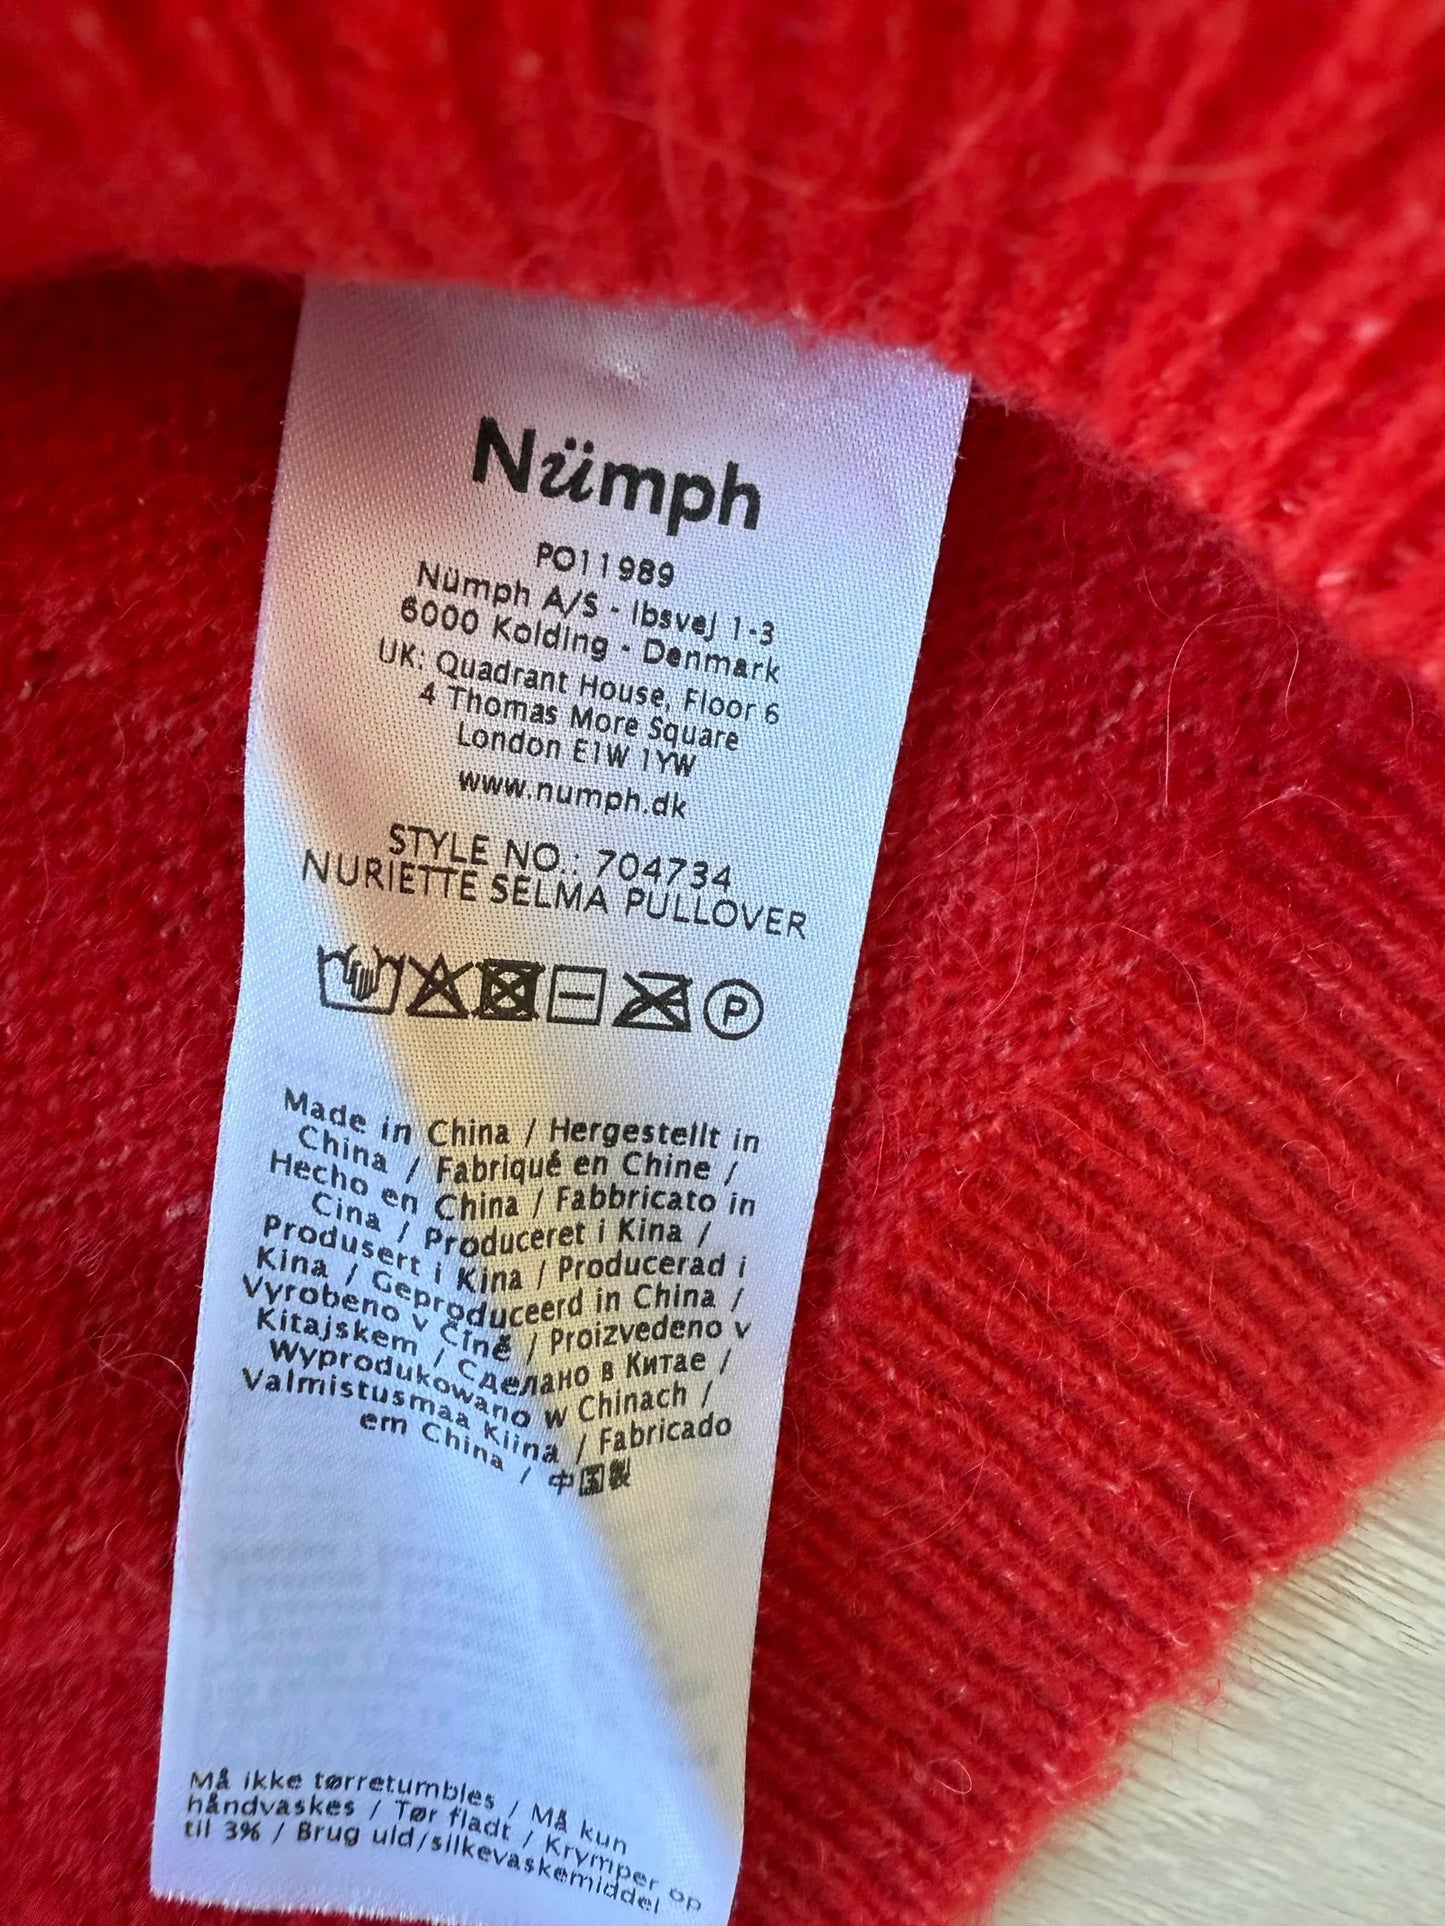 Nümph
PO11989
Nümph A/S - Ibsvej 1-3
6000 Kolding - Denmark
UK: Quadrant House, Floor 6
4 Thomas More Square
London E1W 1YW
www.numph.dk
STYLE NO.: 704734
NURIETTE SELMA PULLOVER
P
Made in China / Hergestellt in
China / Fabriqué en Chine /
Hecho en China / Fabbricato in
Cina / Produceret i Kina /
Produsert i Kina / Producerad i
Kina / Geproduceerd in China /
Vyrobeno v Číně / Proizvedeno v
Kitajskem / Сделано в Китае /
Wyprodukowano w Chinach /
Valmistusmaa Kiina / Fabricado
em China / 中国製
Må ikke tørretumbles / Må kun
håndvaskes / Tør fladt / Krymper op
til 3% / Brug uld/silkevaskemiddel